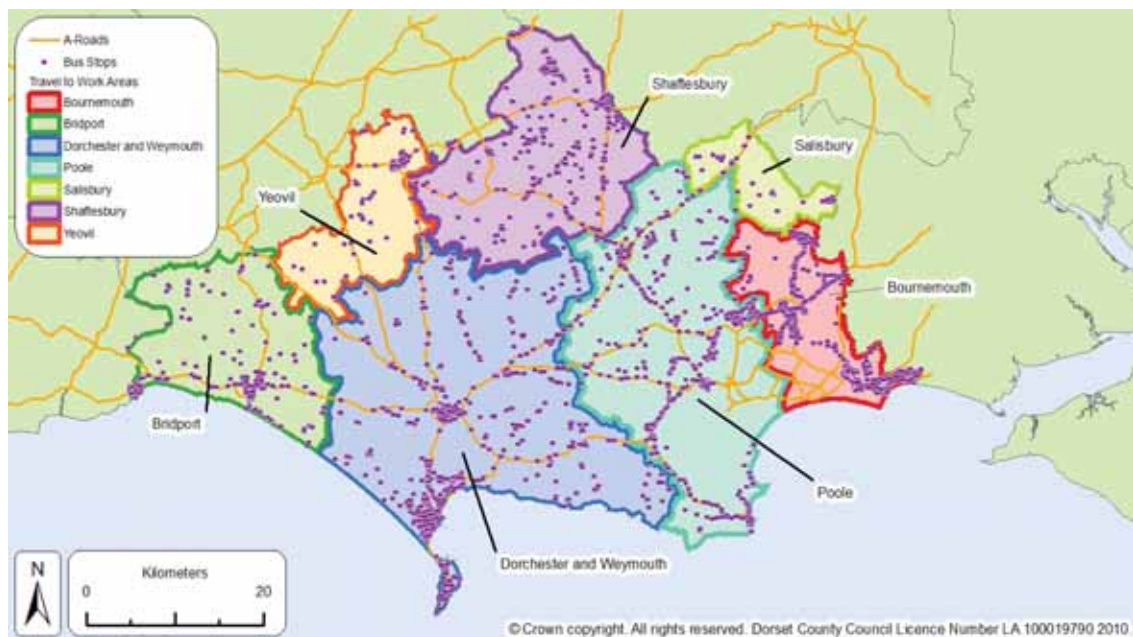 A-Roads
Bus Stops
Travel to Work Areas
Bournemouth
Bridport
Dorchester and Weymouth
Poole
Salisbury
Shaftesbury
Yeovil
Shaftesbury
Salisbury
Yeovil
Bournemouth
Bridport
Poole
Dorchester and Weymouth
N
Kilometers
0 20
© Crown copyright. All rights reserved. Dorset County Council Licence Number LA 100019790 2010